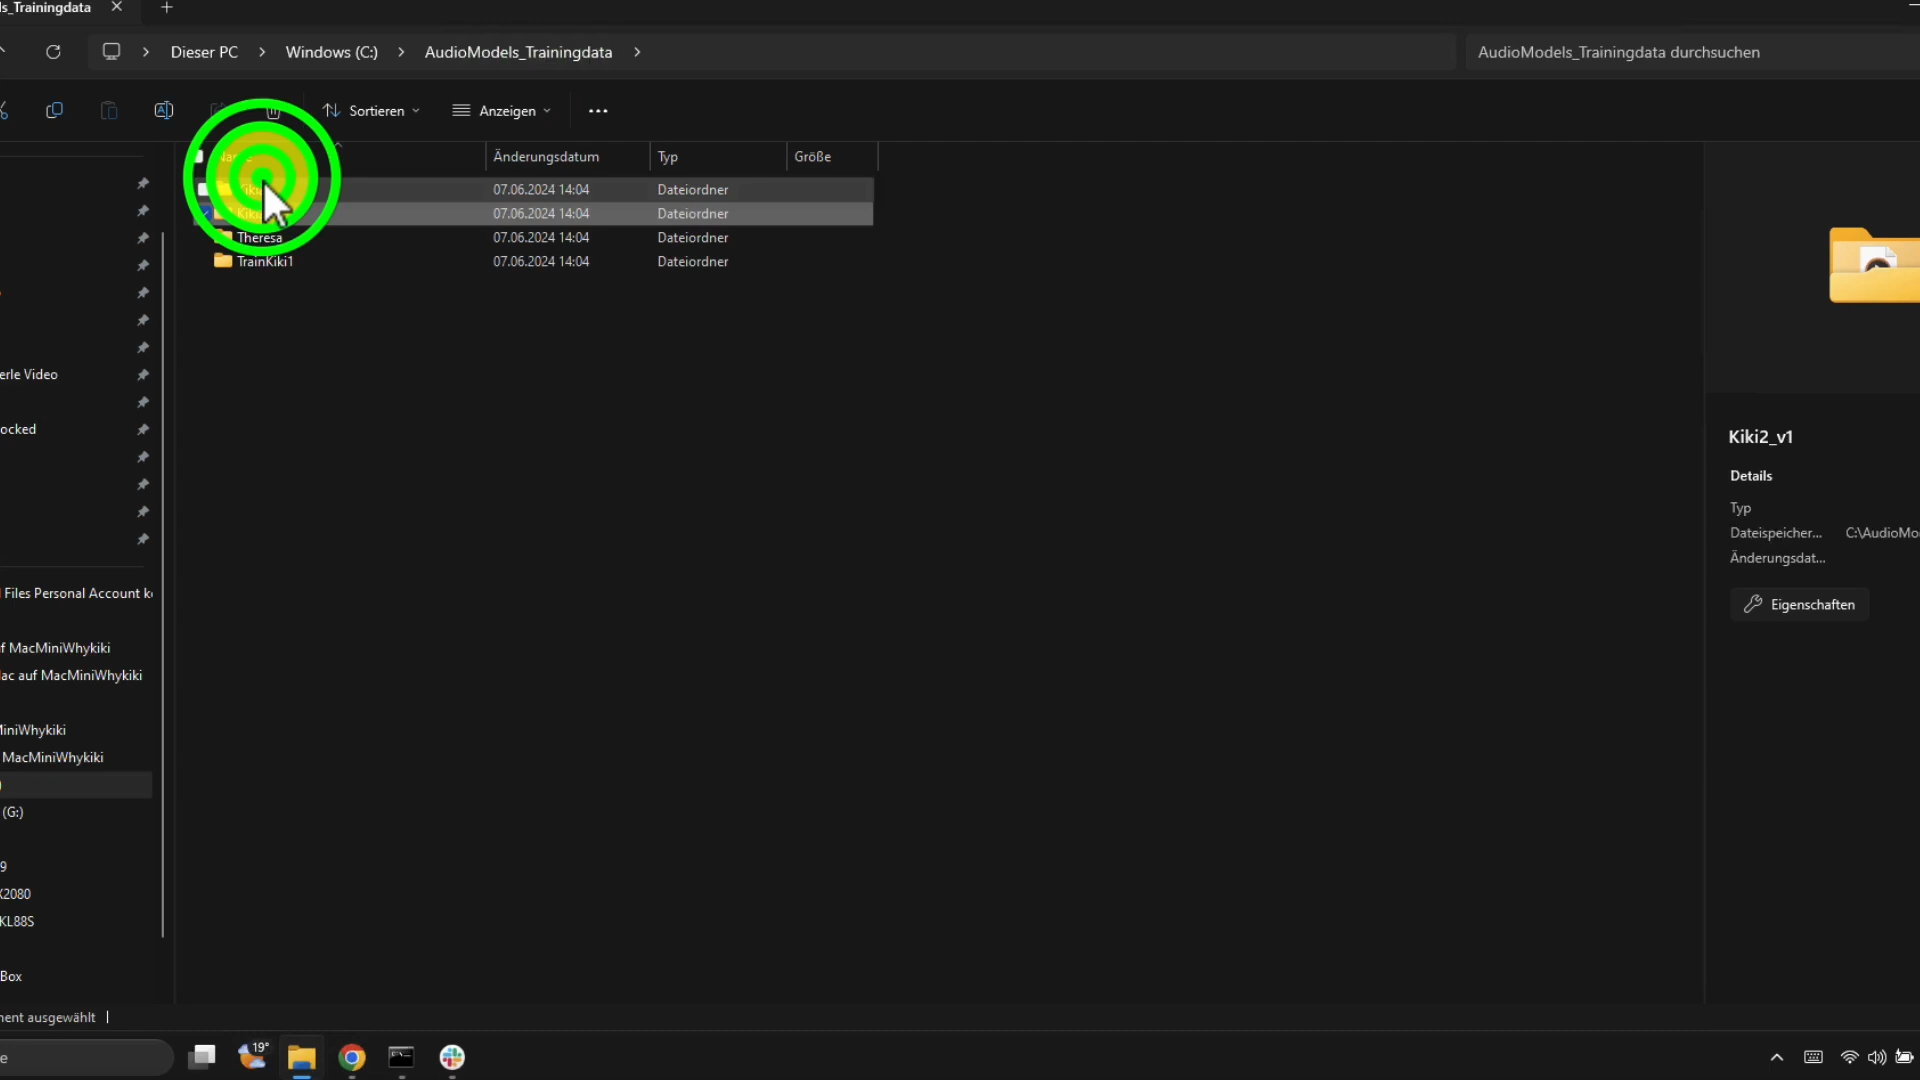 ls_Trainingdata
Dieser PC > Windows (C:) > AudioModels_Trainingdata >
AudioModels_Trainingdata durchsuchen
Sortieren
Anzeigen
Änderungsdatum Typ Größe
07.06.2024 14:04 Dateiordner
07.06.2024 14:04 Dateiordner
Theresa 07.06.2024 14:04 Dateiordner
TrainKiki1 07.06.2024 14:04 Dateiordner
erle Video
ocked
Files Personal Account k
f MacMiniWhykiki
ac auf MacMiniWhykiki
iniWhykiki
MacMiniWhykiki
)
(G:)
9
X2080
KL88S
Box
Kiki2_v1
Details
Typ
Dateispeicher... C:\AudioMo
Änderungsdat...
Eigenschaften
ment ausgewählt
e
19°